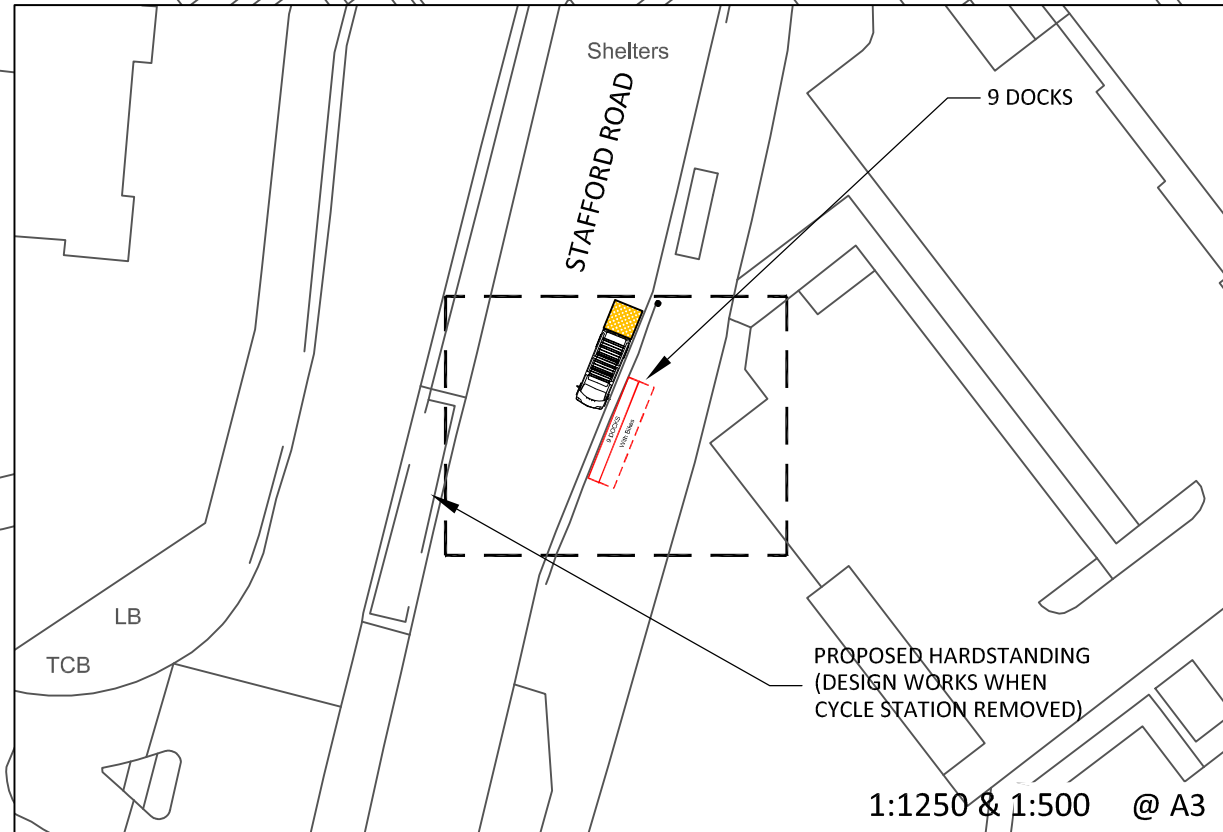 Shelters
STAFFORD ROAD
9 DOCKS
9 DOCKS
With Bikes
LB
TCB
PROPOSED HARDSTANDING
(DESIGN WORKS WHEN
CYCLE STATION REMOVED)
1:1250 & 1:500 @ A3